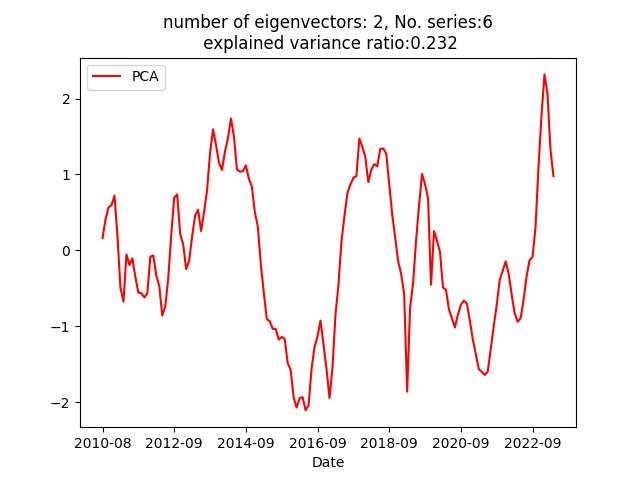 number of eigenvectors: 2, No. series:6
explained variance ratio:0.232
PCA
2
1
0
−1
−2
2010-08 2012-09 2014-09 2016-09 2018-09 2020-09 2022-09
Date